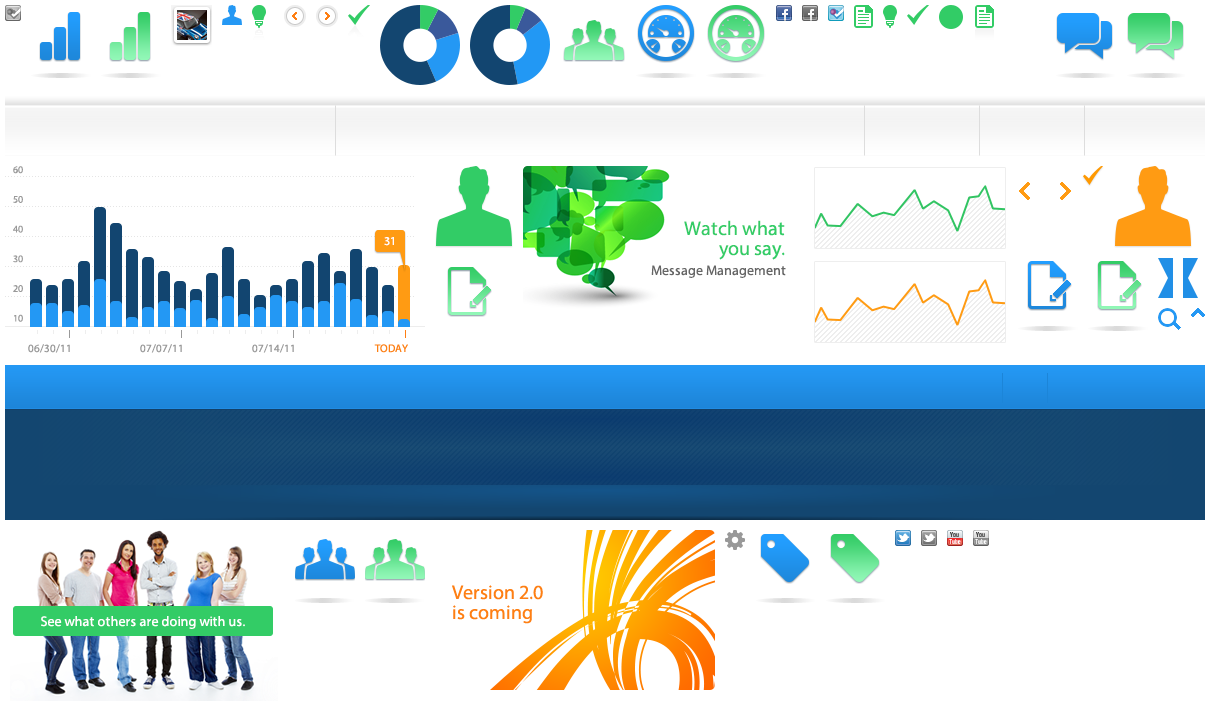 60
50
40
30
20
10
31
06/30/11
07/07/11
07/14/11
TODAY
Watch what
you say.
Message Management
See what others are doing with us.
Version 2.0
is coming
You
Tube
You
Tube